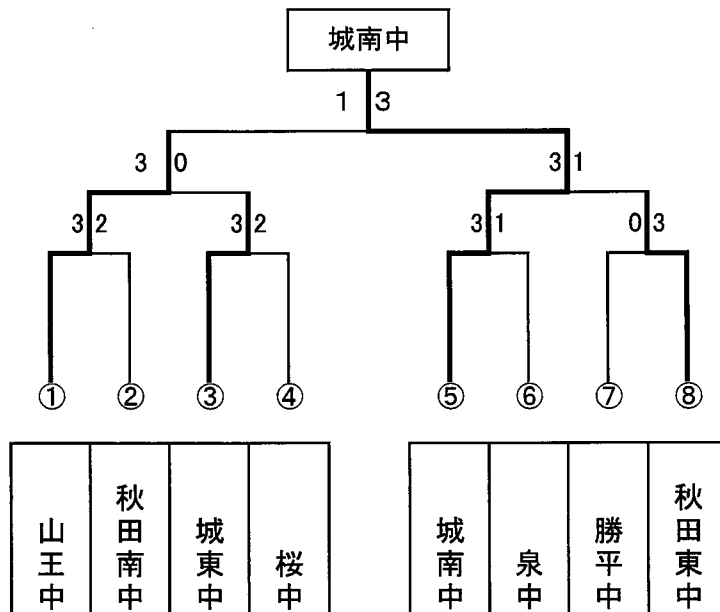 城南中
1 3
3 0
3 1
3 2
3 2
3 1
0 3
① ② ③ ④ ⑤ ⑥ ⑦ ⑧
山王中
秋田南中
城東中
桜中
城南中
泉中
勝平中
秋田東中